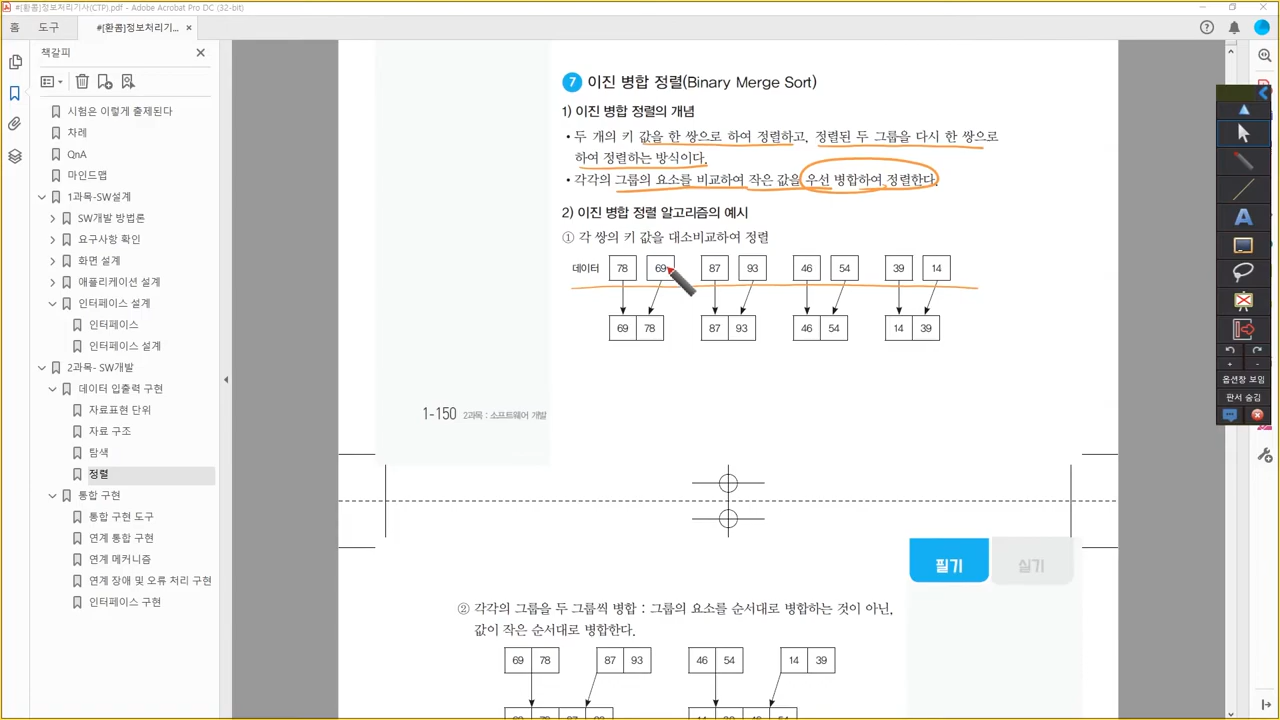 #[환콤]정보처리기사(CTP).pdf - Adobe Acrobat Pro DC (32-bit)
홈 도구 #[환콤]정보처리기...
책갈피
시험은 이렇게 출제된다
차례
QnA
마인드맵
1과목-SW설계
SW개발 방법론
요구사항 확인
화면 설계
애플리케이션 설계
인터페이스 설계
인터페이스
인터페이스 설계
2과목- SW개발
데이터 입출력 구현
자료표현 단위
자료 구조
탐색
정렬
통합 구현
통합 구현 도구
연계 통합 구현
연계 메커니즘
연계 장애 및 오류 처리 구현
인터페이스 구현
7 이진 병합 정렬(Binary Merge Sort)
1) 이진 병합 정렬의 개념
• 두 개의 키 값을 한 쌍으로 하여 정렬하고, 정렬된 두 그룹을 다시 한 쌍으로
하여 정렬하는 방식이다.
• 각각의 그룹의 요소를 비교하여 작은 값을 우선 병합하여 정렬한다.
2) 이진 병합 정렬 알고리즘의 예시
① 각 쌍의 키 값을 대소비교하여 정렬
데이터 78 69 87 93 46 54 39 14
69 78 87 93 46 54 14 39
1-150 2과목 : 소프트웨어 개발
필기 실기
② 각각의 그룹을 두 그룹씩 병합 : 그룹의 요소를 순서대로 병합하는 것이 아닌,
값이 작은 순서대로 병합한다.
69 78 87 93 46 54 14 39
A
옵션창 보임
판서 숨김